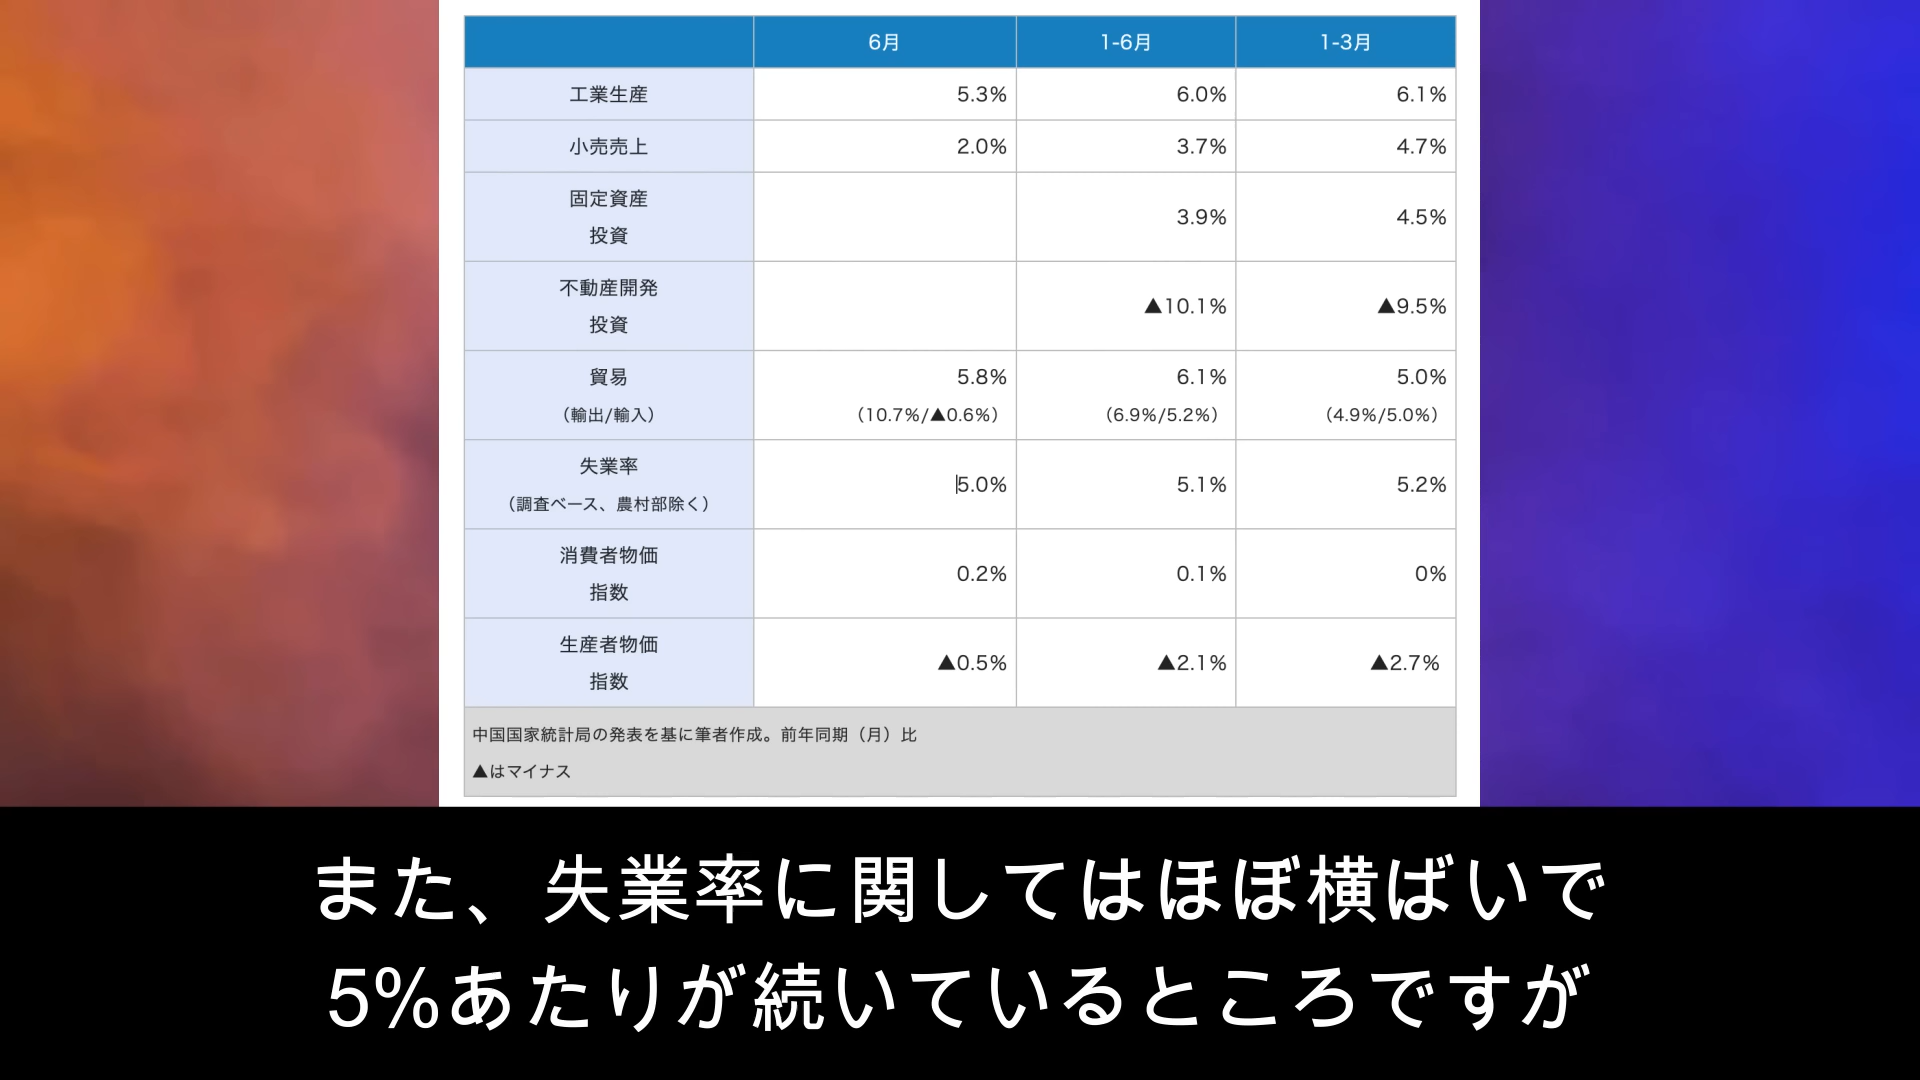 6月 1-6月 1-3月
工業生産 5.3% 6.0% 6.1%
小売売上 2.0% 3.7% 4.7%
固定資産
投資
3.9% 4.5%
不動産開発
投資
▲10.1% ▲9.5%
貿易 5.8% 6.1% 5.0%
（輸出/輸入） （10.7%/▲0.6%） （6.9%/5.2%） （4.9%/5.0%）
失業率
（調査ベース、農村部除く）
5.0% 5.1% 5.2%
消費者物価
指数
0.2% 0.1% 0%
生産者物価
指数
▲0.5% ▲2.1% ▲2.7%
中国国家統計局の発表を基に筆者作成。前年同期（月）比
▲はマイナス
また、失業率に関してはほぼ横ばいで
5%あたりが続いているところですが